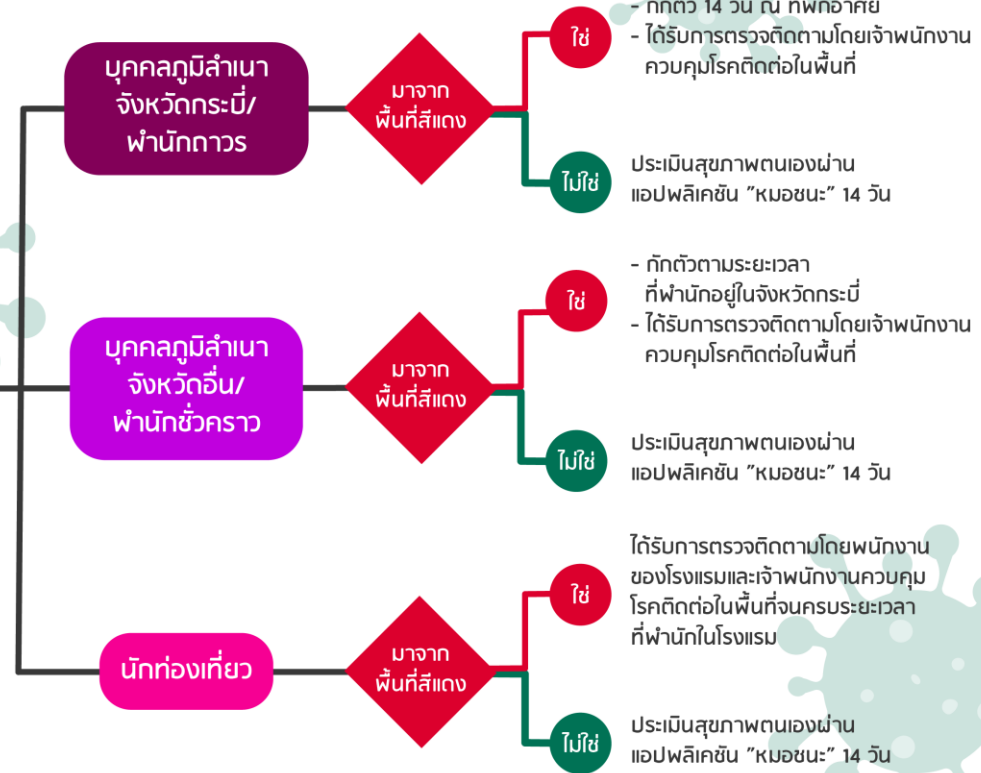 บุคคลภูมิลำเนา
จังหวัดกระบี่/
พำนักถาวร
มาจาก
พื้นที่สีแดง
ใช่
- กักตัว 14 วัน ณ ที่พักอาศัย
- ได้รับการตรวจติดตามโดยเจ้าพนักงาน
ควบคุมโรคติดต่อในพื้นที่
ไม่ใช่
ประเมินสุขภาพตนเองผ่าน
แอปพลิเคชัน "หมอชนะ" 14 วัน
บุคคลภูมิลำเนา
จังหวัดอื่น/
พำนักชั่วคราว
มาจาก
พื้นที่สีแดง
ใช่
- กักตัวตามระยะเวลา
ที่พำนักอยู่ในจังหวัดกระบี่
- ได้รับการตรวจติดตามโดยเจ้าพนักงาน
ควบคุมโรคติดต่อในพื้นที่
ไม่ใช่
ประเมินสุขภาพตนเองผ่าน
แอปพลิเคชัน "หมอชนะ" 14 วัน
นักท่องเที่ยว
มาจาก
พื้นที่สีแดง
ใช่
ได้รับการตรวจติดตามโดยพนักงาน
ของโรงแรมและเจ้าพนักงานควบคุม
โรคติดต่อในพื้นที่จนครบระยะเวลา
ที่พำนักในโรงแรม
ไม่ใช่
ประเมินสุขภาพตนเองผ่าน
แอปพลิเคชัน "หมอชนะ" 14 วัน